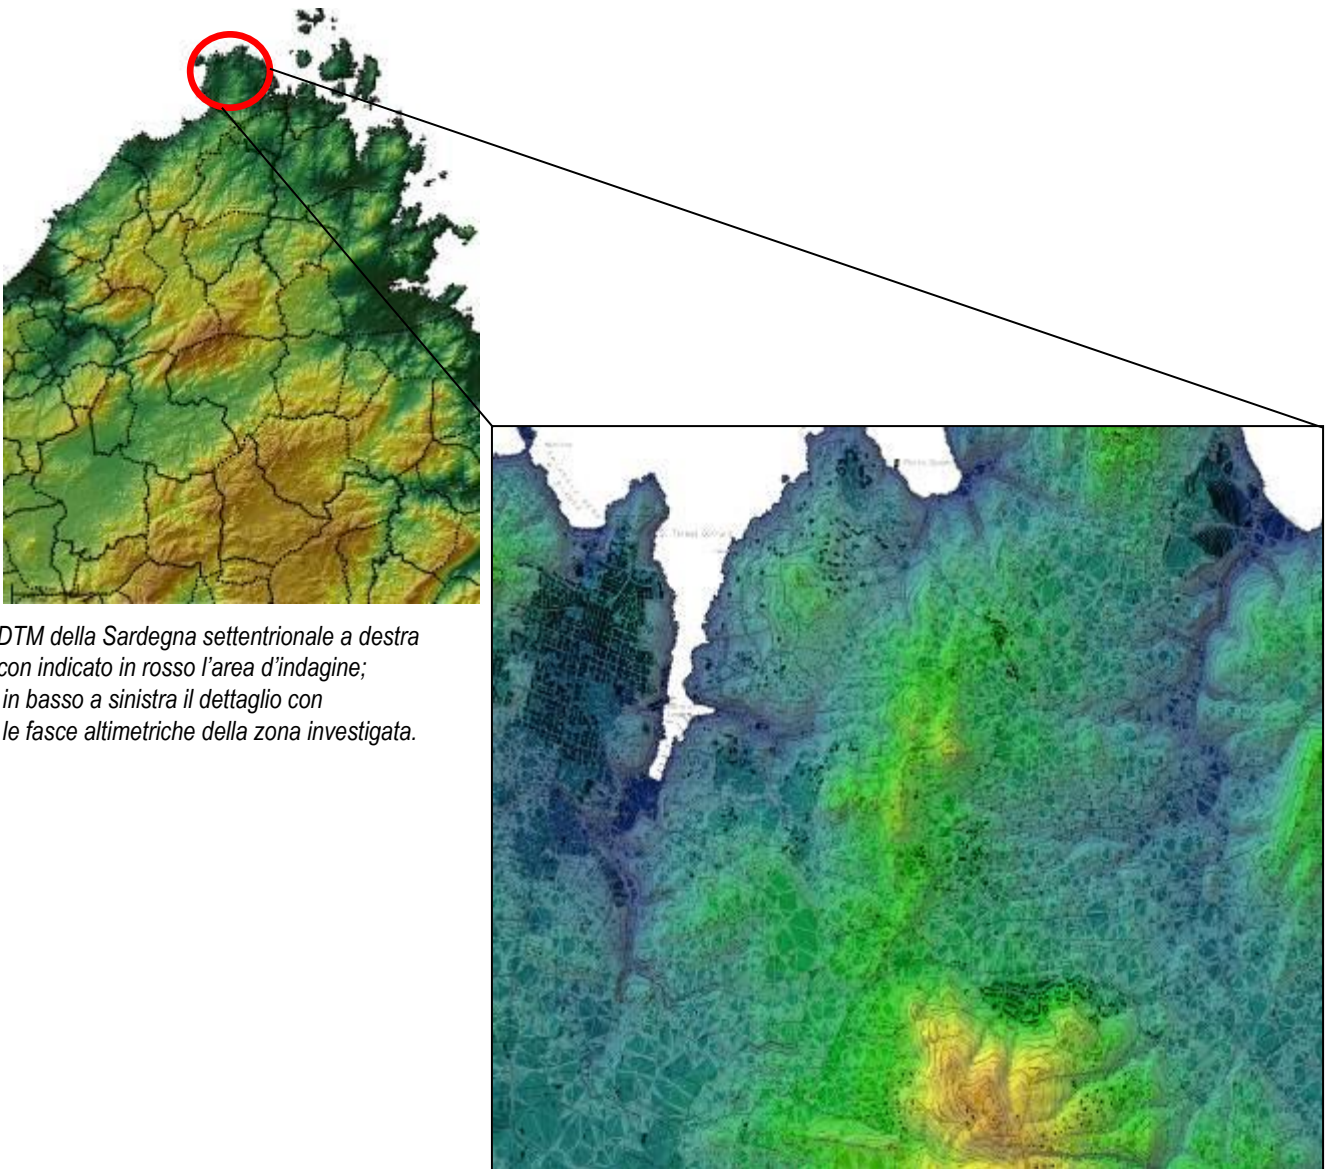 DTM della Sardegna settentrionale a destra
con indicato in rosso l’area d’indagine;
in basso a sinistra il dettaglio con
le fasce altimetriche della zona investigata.